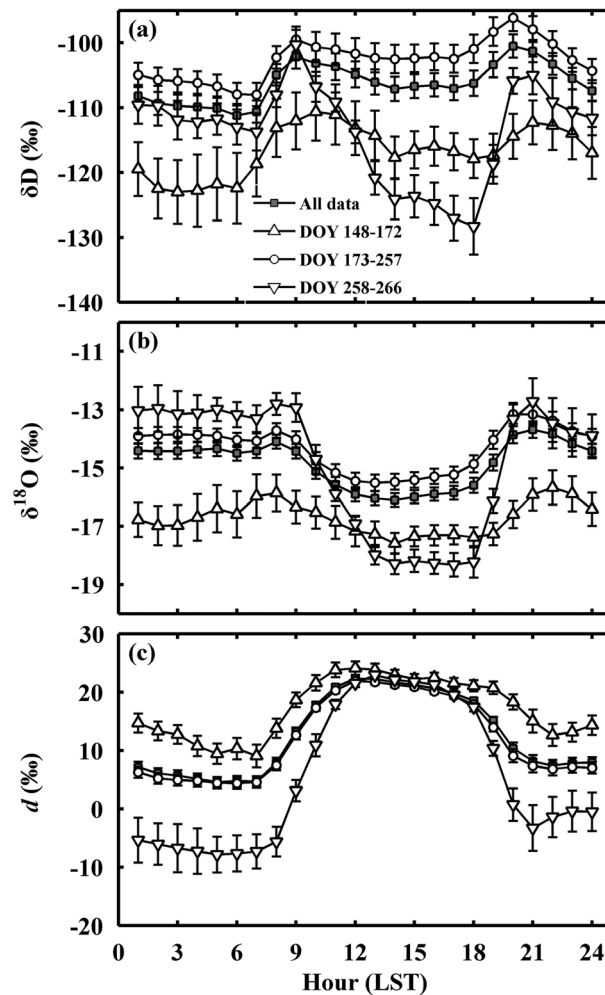 (a)
-100
-110
-120
-130
-140
δD (‰)
All data
DOY 148-172
DOY 173-257
DOY 258-266
(b)
-11
-13
-15
-17
-19
δ¹⁸O (‰)
(c)
30
20
10
0
-10
-20
d (‰)
0 3 6 9 12 15 18 21 24
Hour (LST)